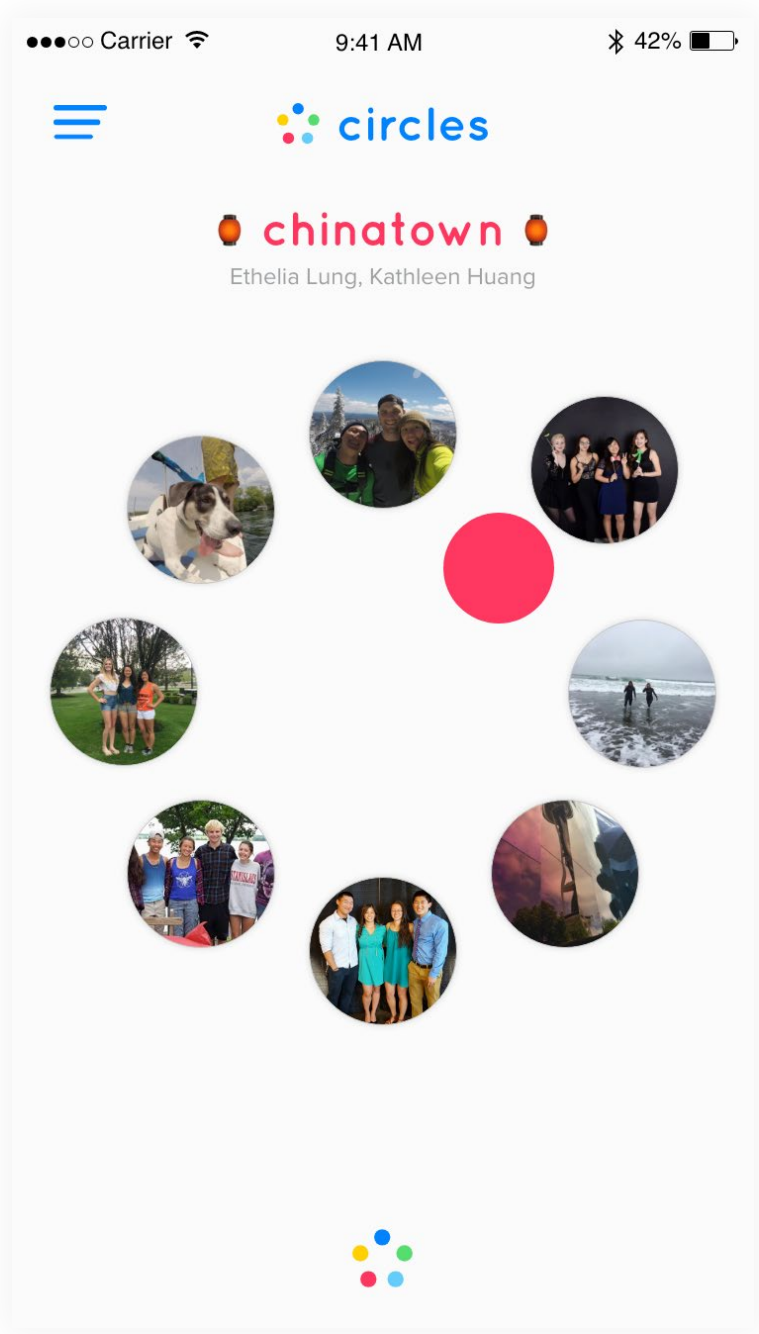 ●●●○○ Carrier 9:41 AM 42%
circles
chinatown
Ethelia Lung, Kathleen Huang